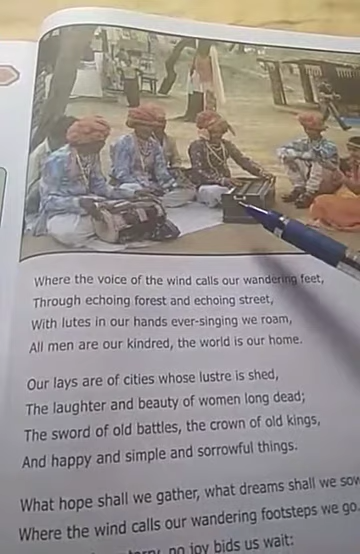 Where the voice of the wind calls our wandering feet,
Through echoing forest and echoing street,
With lutes in our hands ever-singing we roam,
All men are our kindred, the world is our home.
Our lays are of cities whose lustre is shed,
The laughter and beauty of women long dead;
The sword of old battles, the crown of old kings,
And happy and simple and sorrowful things.
What hope shall we gather, what dreams shall we sow
Where the wind calls our wandering footsteps we go.
no joy bids us wait: